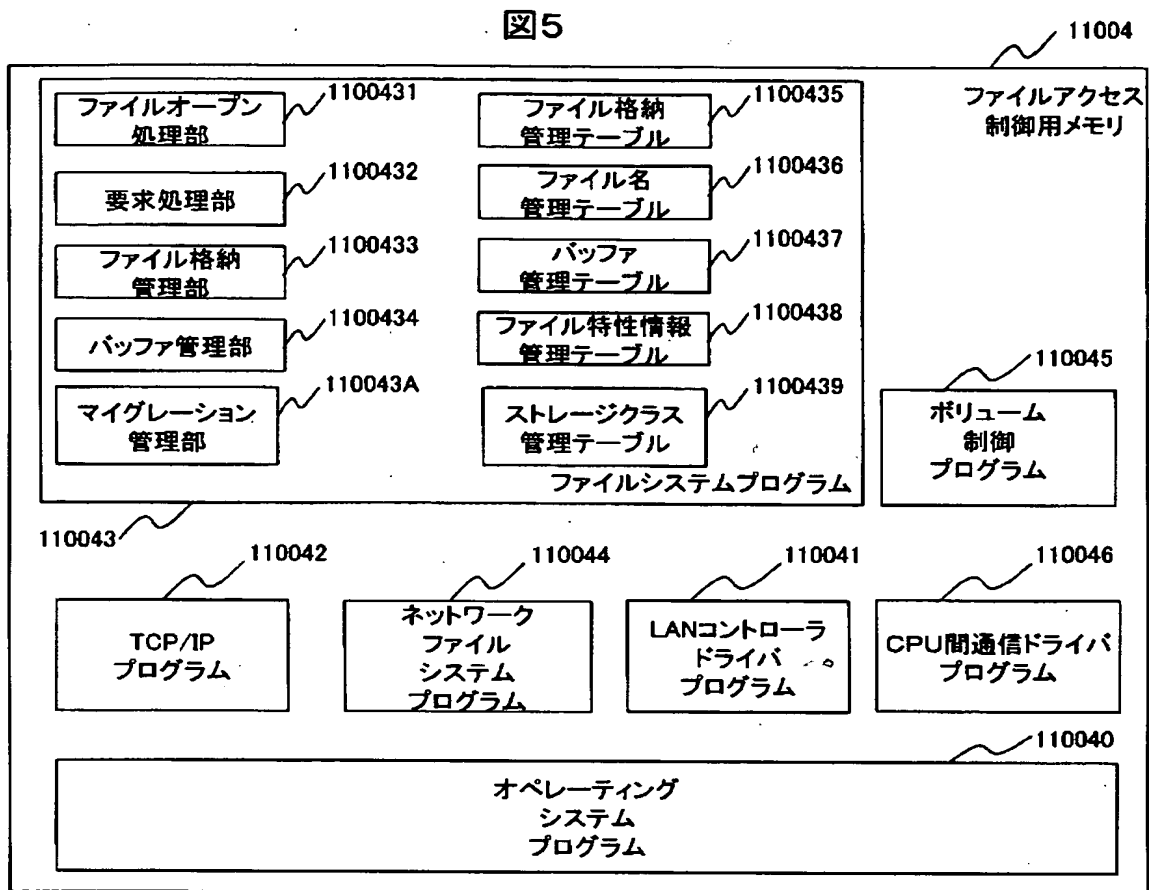 図5
11004
ファイルアクセス
制御用メモリ
ファイルオープン
処理部
1100431
要求処理部
1100432
ファイル格納
管理部
1100433
バッファ管理部
1100434
マイグレーション
管理部
110043A
ファイル格納
管理テーブル
1100435
ファイル名
管理テーブル
1100436
バッファ
管理テーブル
1100437
ファイル特性情報
管理テーブル
1100438
ストレージクラス
管理テーブル
1100439
ファイルシステムプログラム
110043
110045
ボリューム
制御
プログラム
110042
TCP/IP
プログラム
110044
ネットワーク
ファイル
システム
プログラム
110041
LANコントローラ
ドライバ
プログラム
110046
CPU間通信ドライバ
プログラム
110040
オペレーティング
システム
プログラム